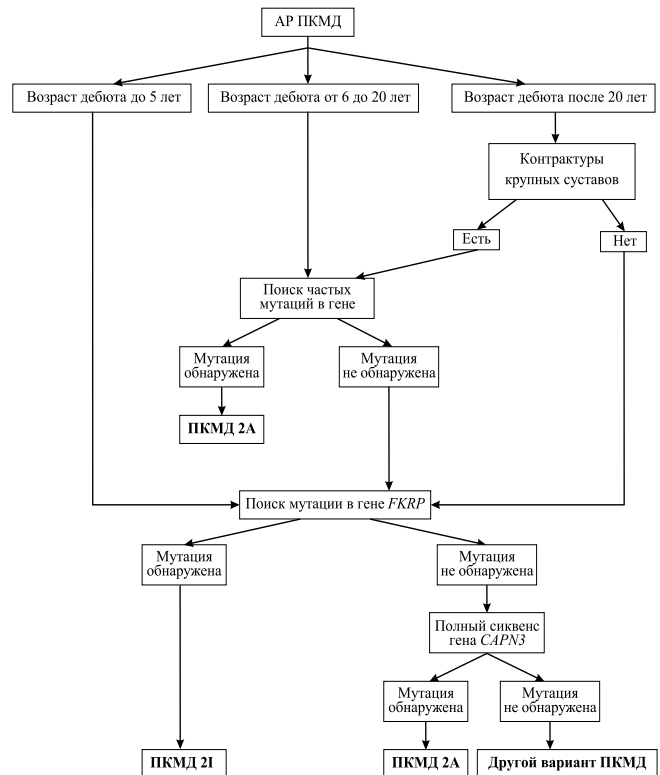 АР ПКМД
Возраст дебюта до 5 лет
Возраст дебюта от 6 до 20 лет
Возраст дебюта после 20 лет
Контрактуры
крупных суставов
Есть
Нет
Поиск частых
мутаций в гене
Мутация
обнаружена
Мутация
не обнаружена
ПКМД 2А
Поиск мутации в гене FKRP
Мутация
обнаружена
Мутация
не обнаружена
Полный сиквенс
гена CAPN3
Мутация
обнаружена
Мутация
не обнаружена
ПКМД 2I
ПКМД 2А
Другой вариант ПКМД